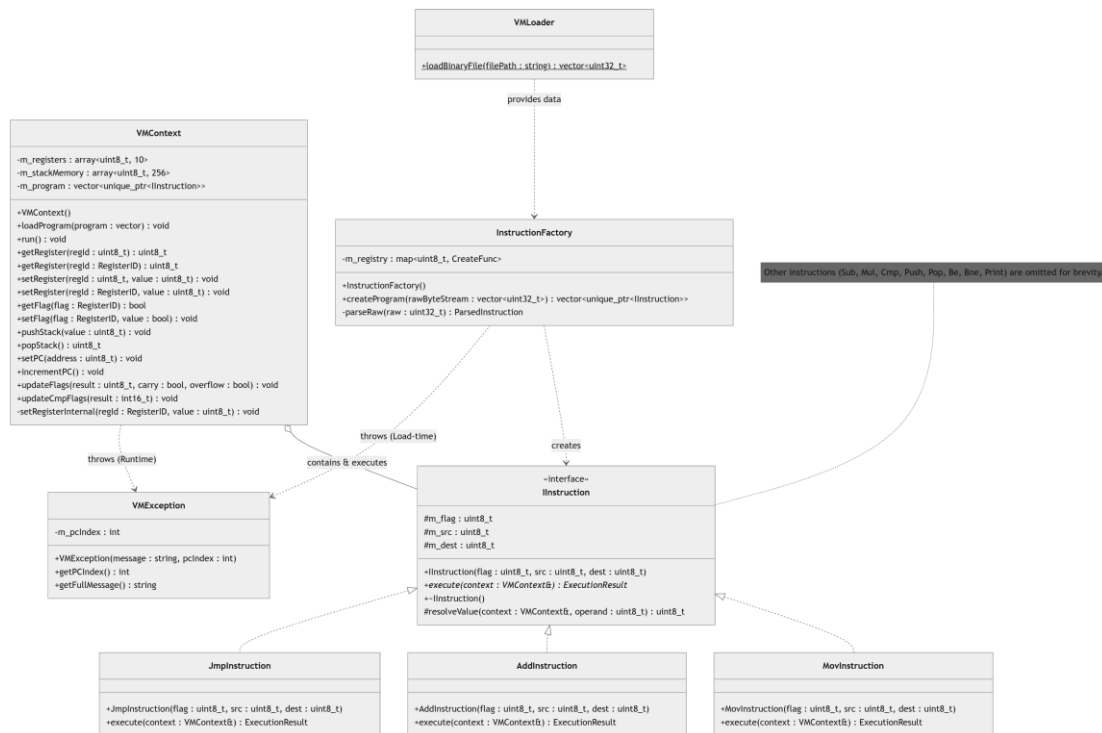 VMLoader
+loadBinaryFile(filePath : string) : vector<uint32_t>
provides data
VMContext
-m_registers : array<uint8_t, 10>
-m_stackMemory : array<uint8_t, 256>
-m_program : vector<unique_ptr<IInstruction>>
+VMContext()
+loadProgram(program : vector) : void
+run() : void
+getRegister(regId : uint8_t) : uint8_t
+getRegister(regId : RegisterID) : uint8_t
+setRegister(regId : uint8_t, value : uint8_t) : void
+setRegister(regId : RegisterID, value : uint8_t) : void
+getFlag(flag : RegisterID) : bool
+setFlag(flag : RegisterID, value : bool) : void
+pushStack(value : uint8_t) : void
+popStack() : uint8_t
+setPC(address : uint8_t) : void
+incrementPC() : void
+updateFlags(result : uint8_t, carry : bool, overflow : bool) : void
+updateCmpFlags(result : int16_t) : void
-setRegisterInternal(regId : RegisterID, value : uint8_t) : void
InstructionFactory
-m_registry : map<uint8_t, CreateFunc>
+InstructionFactory()
+createProgram(rawByteStream : vector<uint32_t>) : vector<unique_ptr<IInstruction>>
-parseRaw(raw : uint32_t) : ParsedInstruction
Other instructions (Sub, Mul, Cmp, Push, Pop, Be, Bne, Print) are omitted for brevity.
throws (Runtime)
throws (Load-time)
contains & executes
creates
VMException
-m_pcIndex : int
+VMException(message : string, pcIndex : int)
+getPCIndex() : int
+getFullMessage() : string
«interface»
IInstruction
#m_flag : uint8_t
#m_src : uint8_t
#m_dest : uint8_t
+IInstruction(flag : uint8_t, src : uint8_t, dest : uint8_t)
+execute(context : VMContext&) : ExecutionResult
+~IInstruction()
#resolveValue(context : VMContext&, operand : uint8_t) : uint8_t
JmpInstruction
+JmpInstruction(flag : uint8_t, src : uint8_t, dest : uint8_t)
+execute(context : VMContext&) : ExecutionResult
AddInstruction
+AddInstruction(flag : uint8_t, src : uint8_t, dest : uint8_t)
+execute(context : VMContext&) : ExecutionResult
MovInstruction
+MovInstruction(flag : uint8_t, src : uint8_t, dest : uint8_t)
+execute(context : VMContext&) : ExecutionResult